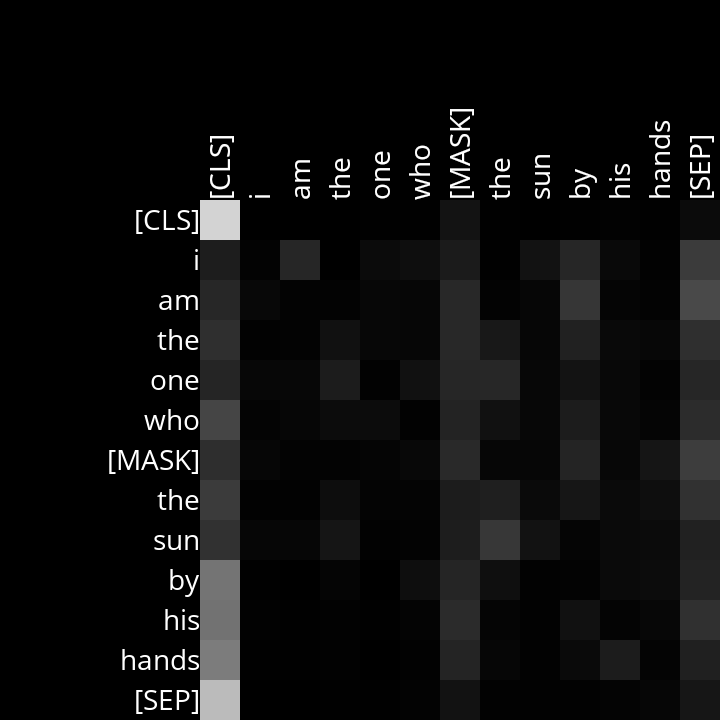 [CLS] i am the one who [MASK] the sun by his hands [SEP]
[CLS]
i
am
the
one
who
[MASK]
the
sun
by
his
hands
[SEP]